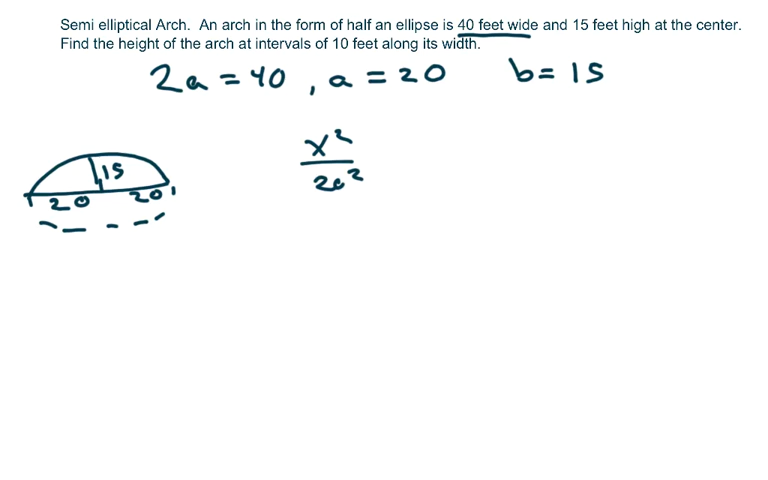 Semi elliptical Arch. An arch in the form of half an ellipse is 40 feet wide and 15 feet high at the center.
Find the height of the arch at intervals of 10 feet along its width.
2a = 40 , a = 20 b = 15
x²
20²
15
20 20